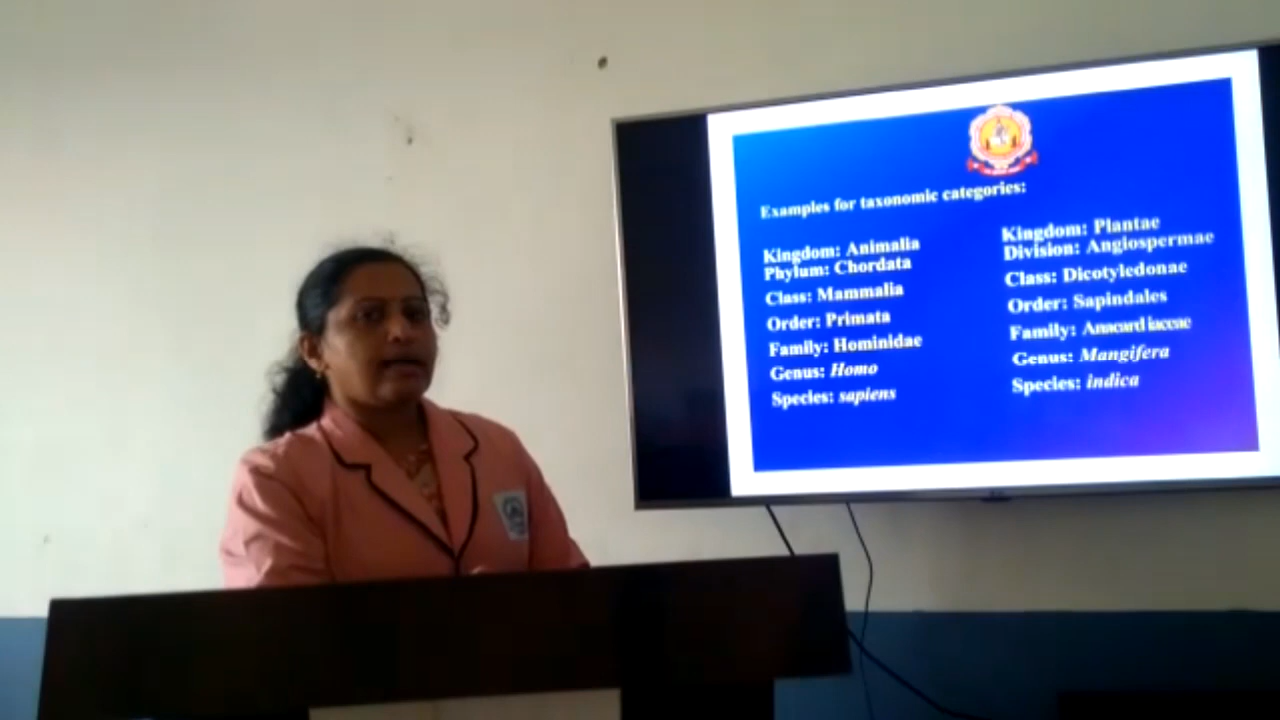 Examples for taxonomic categories:
Kingdom: Animalia
Phylum: Chordata
Class: Mammalia
Order: Primata
Family: Hominidae
Genus: Homo
Species: sapiens
Kingdom: Plantae
Division: Angiospermae
Class: Dicotyledonae
Order: Sapindales
Family: Anacardiaceae
Genus: Mangifera
Species: indica